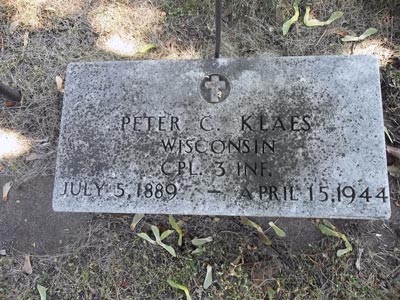 PETER C. KLAES
WISCONSIN
CPL. 3 INF.
JULY 5, 1889 — APRIL 15, 1944